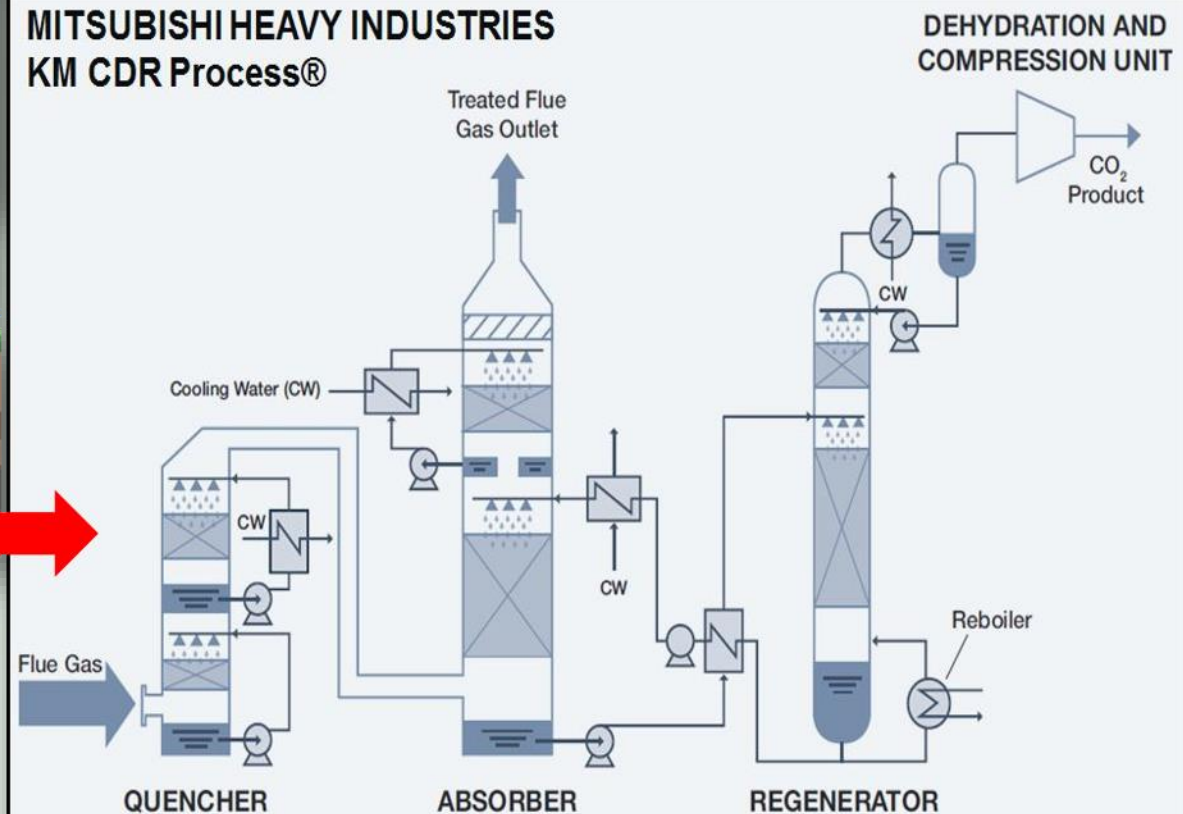 MITSUBISHI HEAVY INDUSTRIES
KM CDR Process®
DEHYDRATION AND
COMPRESSION UNIT
Treated Flue
Gas Outlet
CO₂
Product
CW
Cooling Water (CW)
CW
CW
Reboiler
Flue Gas
QUENCHER
ABSORBER
REGENERATOR